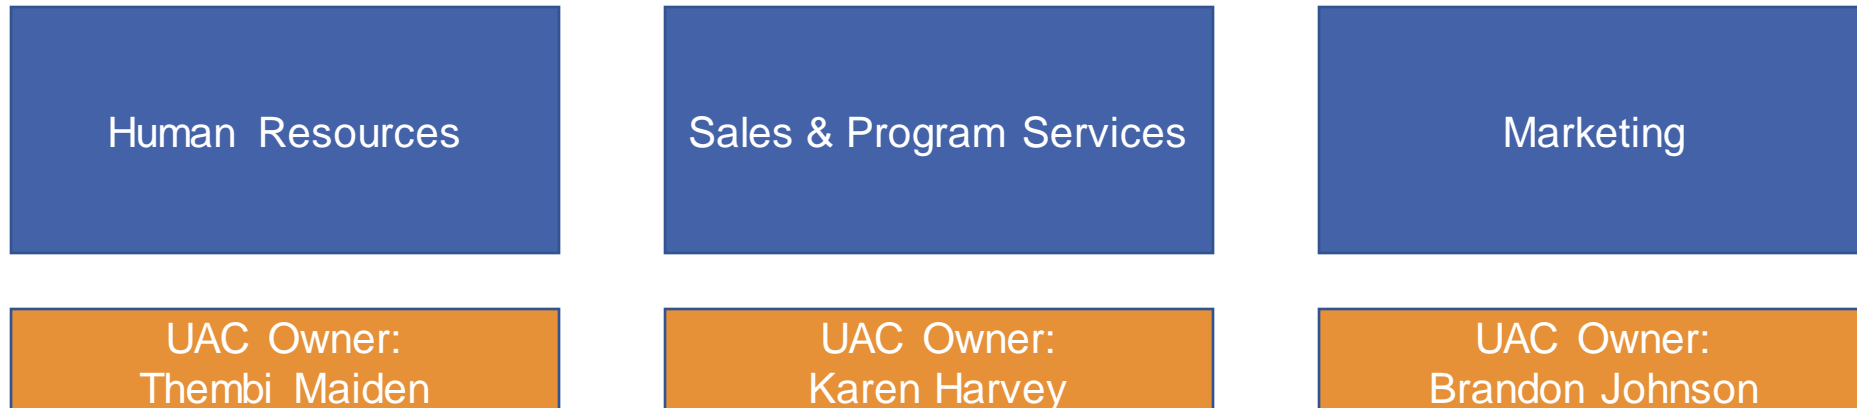 Human Resources
Sales & Program Services
Marketing
UAC Owner:
Thembi Maiden
UAC Owner:
Karen Harvey
UAC Owner:
Brandon Johnson